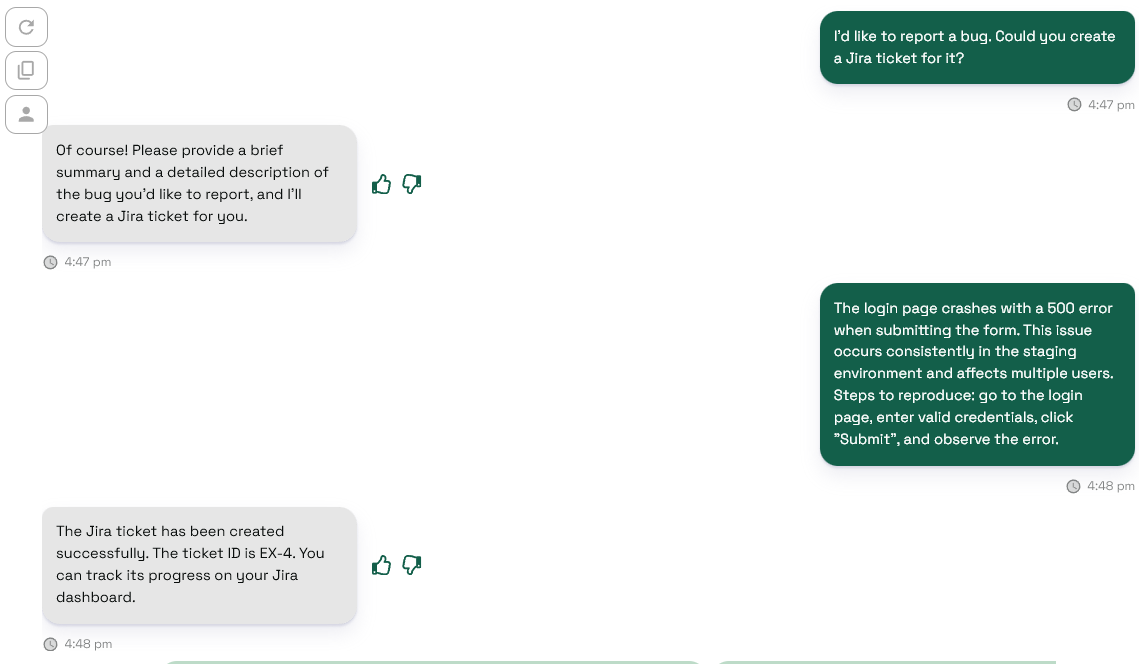 I'd like to report a bug. Could you create
a Jira ticket for it?
4:47 pm
Of course! Please provide a brief
summary and a detailed description of
the bug you'd like to report, and I'll
create a Jira ticket for you.
4:47 pm
The login page crashes with a 500 error
when submitting the form. This issue
occurs consistently in the staging
environment and affects multiple users.
Steps to reproduce: go to the login
page, enter valid credentials, click
"Submit", and observe the error.
4:48 pm
The Jira ticket has been created
successfully. The ticket ID is EX-4. You
can track its progress on your Jira
dashboard.
4:48 pm